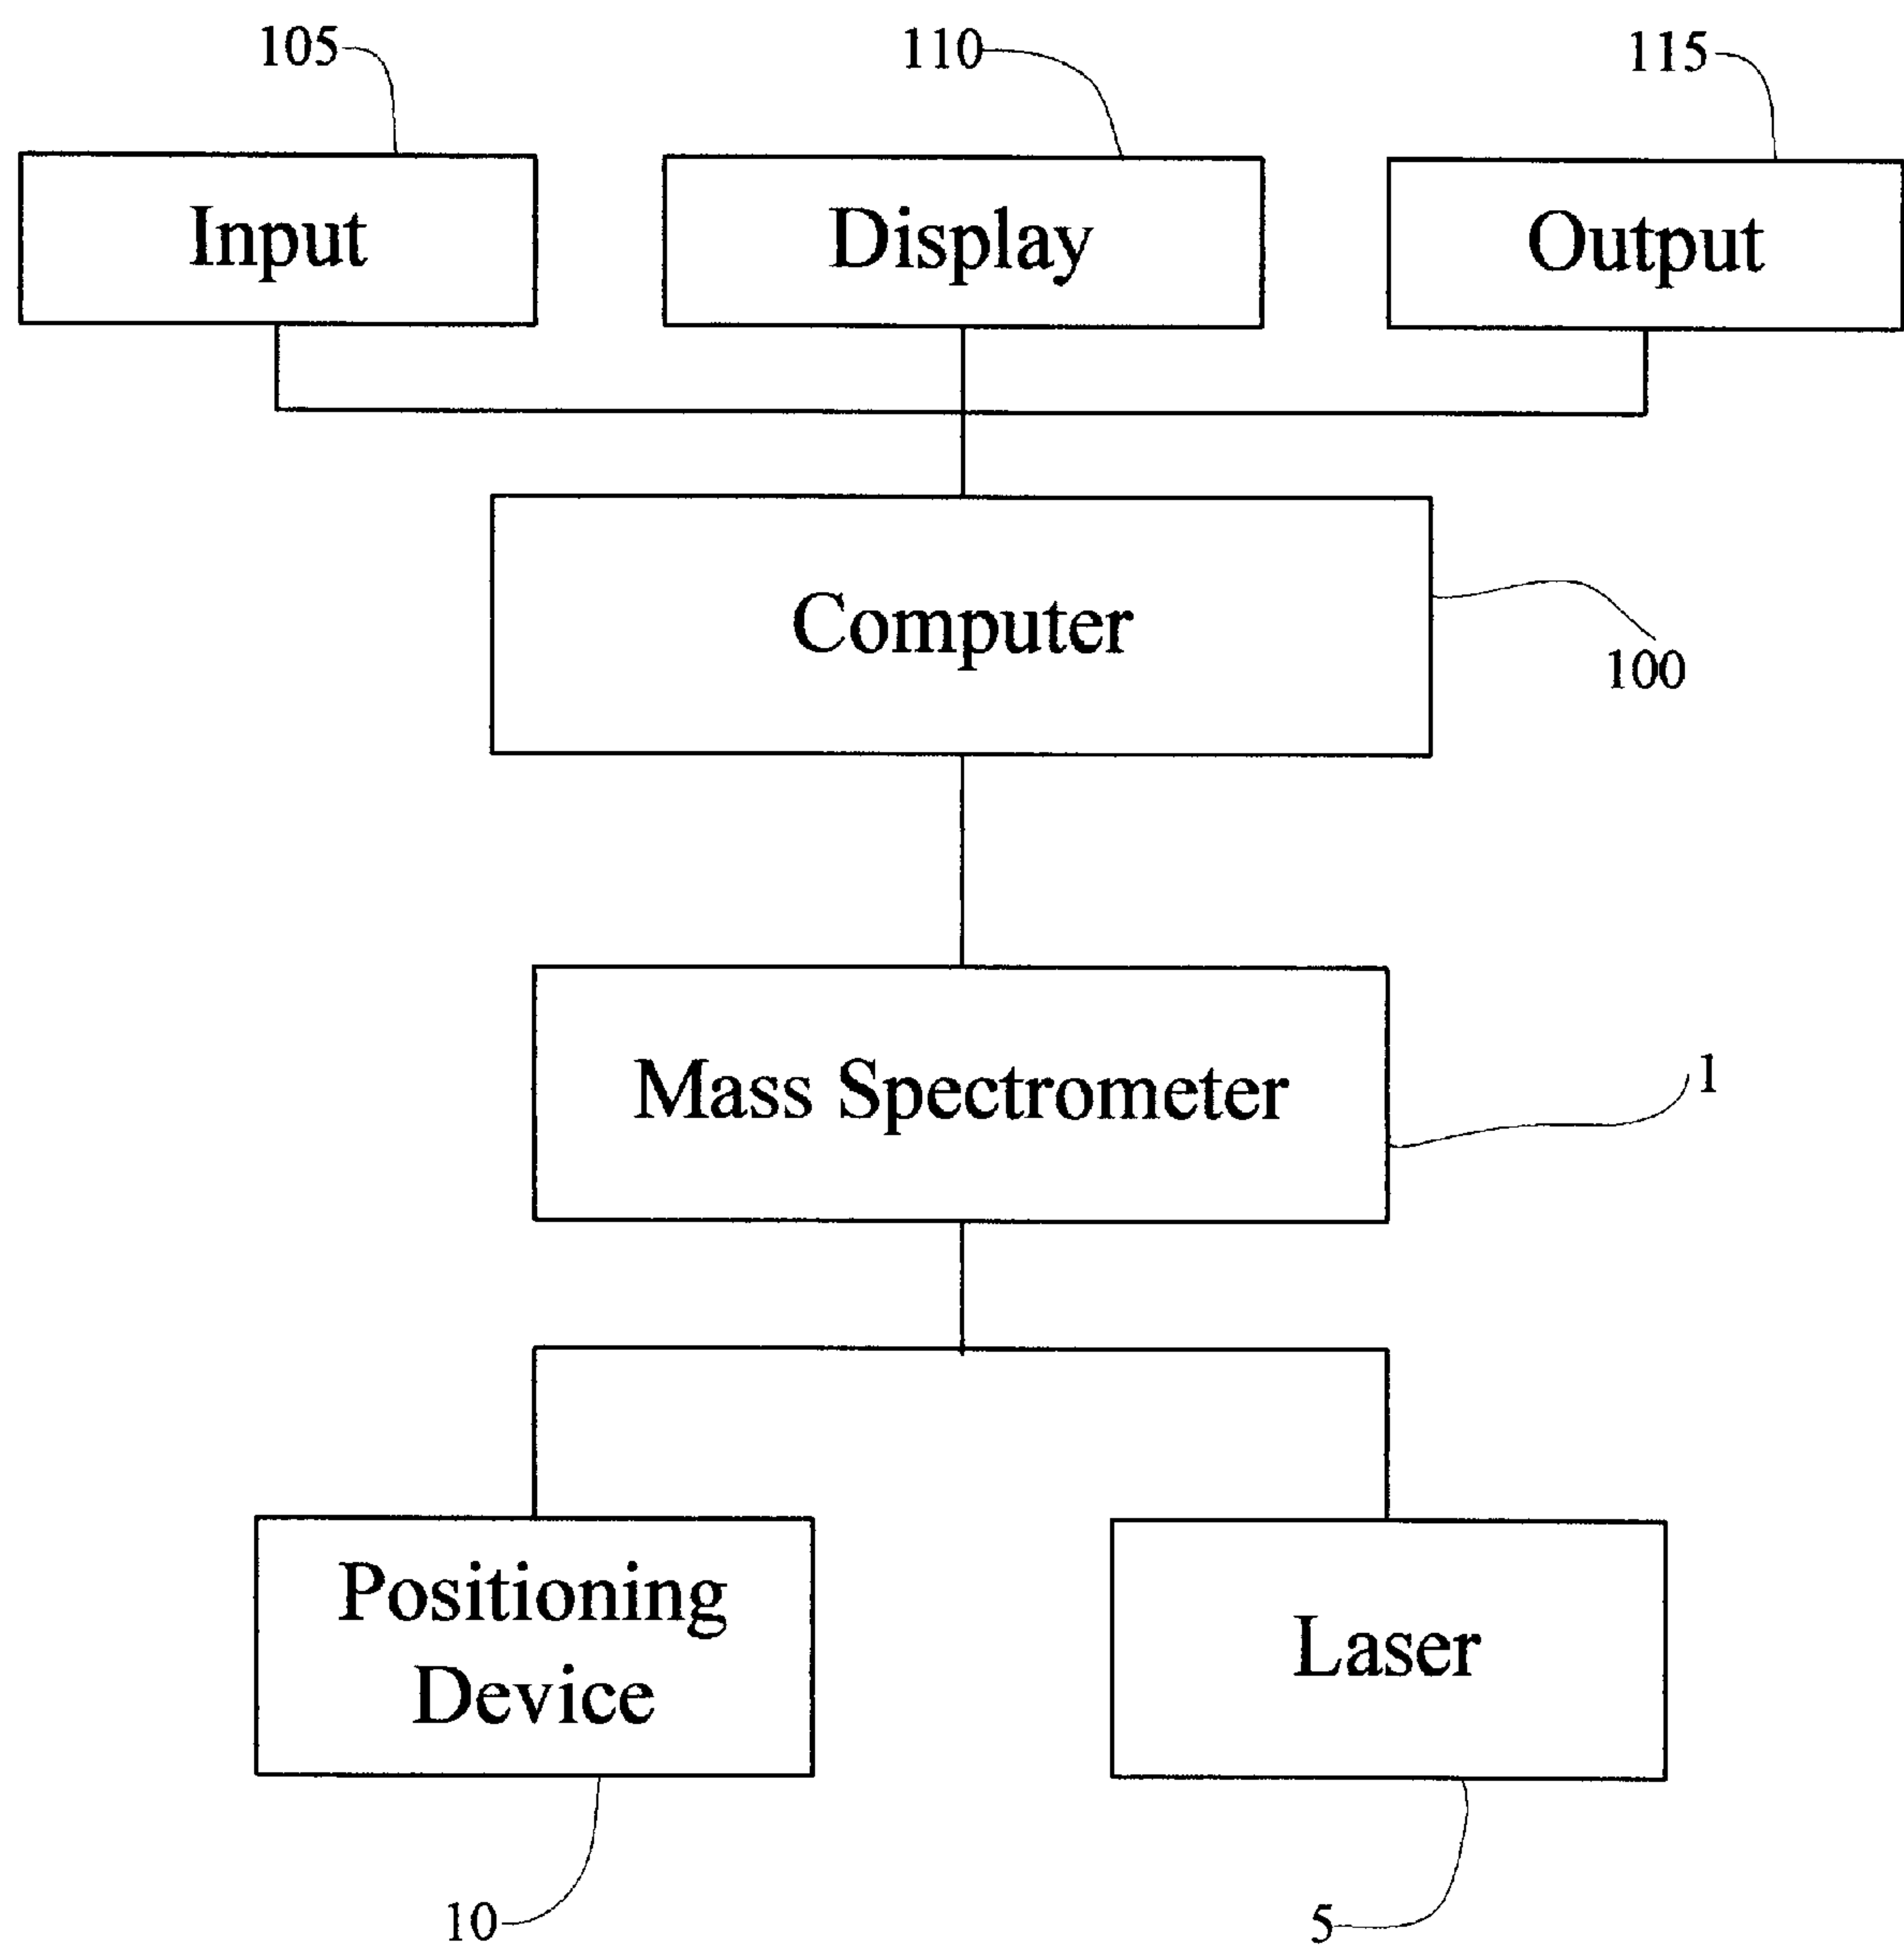 105
110
115
Input
Display
Output
Computer
100
Mass Spectrometer
1
Positioning
Device
Laser
10
5